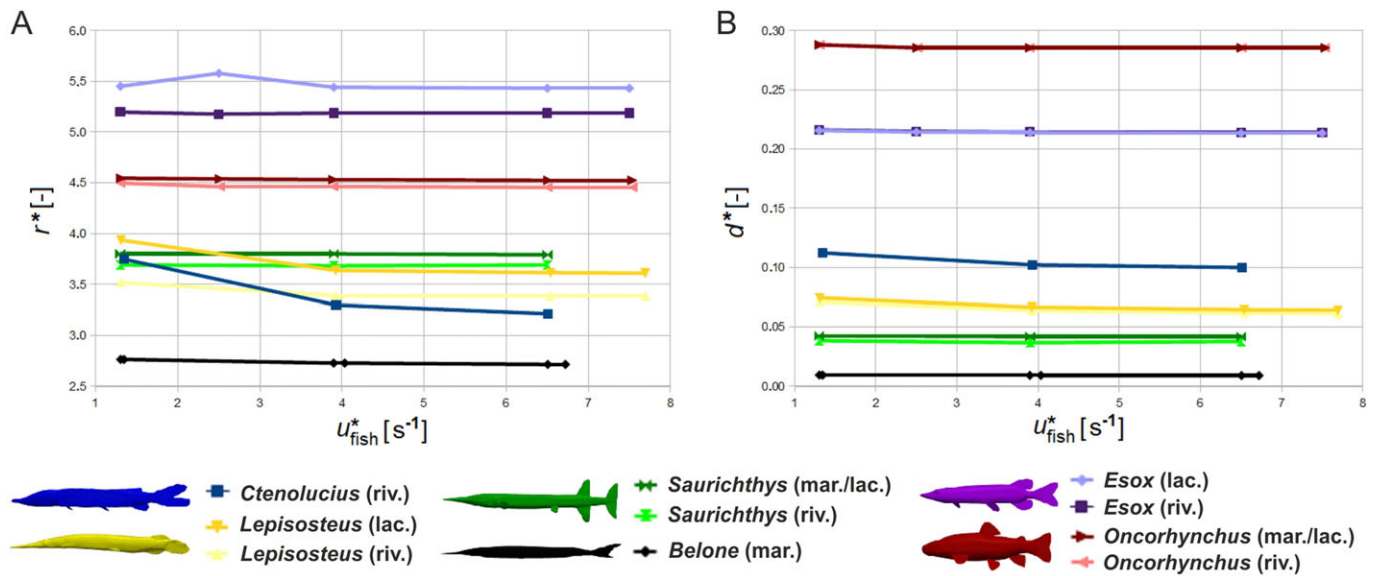 A
6.0
5.5
5.0
4.5
4.0
3.5
3.0
2.5
r* [-]
1 2 3 4 5 6 7 8
u*fish [s-1]
B
0.30
0.25
0.20
0.15
0.10
0.05
0.00
d* [-]
1 2 3 4 5 6 7 8
u*fish [s-1]
Ctenolucius (riv.)
Lepisosteus (lac.)
Lepisosteus (riv.)
Saurichthys (mar./lac.)
Saurichthys (riv.)
Belone (mar.)
Esox (lac.)
Esox (riv.)
Oncorhynchus (mar./lac.)
Oncorhynchus (riv.)